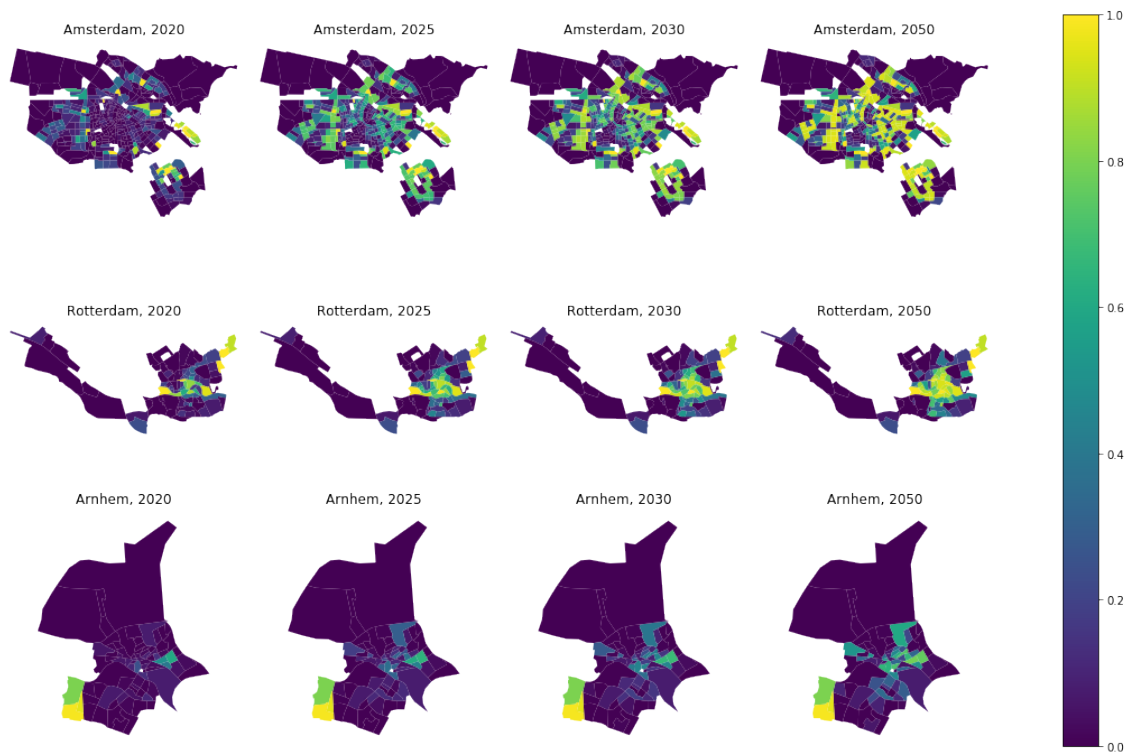 Amsterdam, 2020
Amsterdam, 2025
Amsterdam, 2030
Amsterdam, 2050
Rotterdam, 2020
Rotterdam, 2025
Rotterdam, 2030
Rotterdam, 2050
Arnhem, 2020
Arnhem, 2025
Arnhem, 2030
Arnhem, 2050
1.0
0.8
0.6
0.4
0.2
0.0